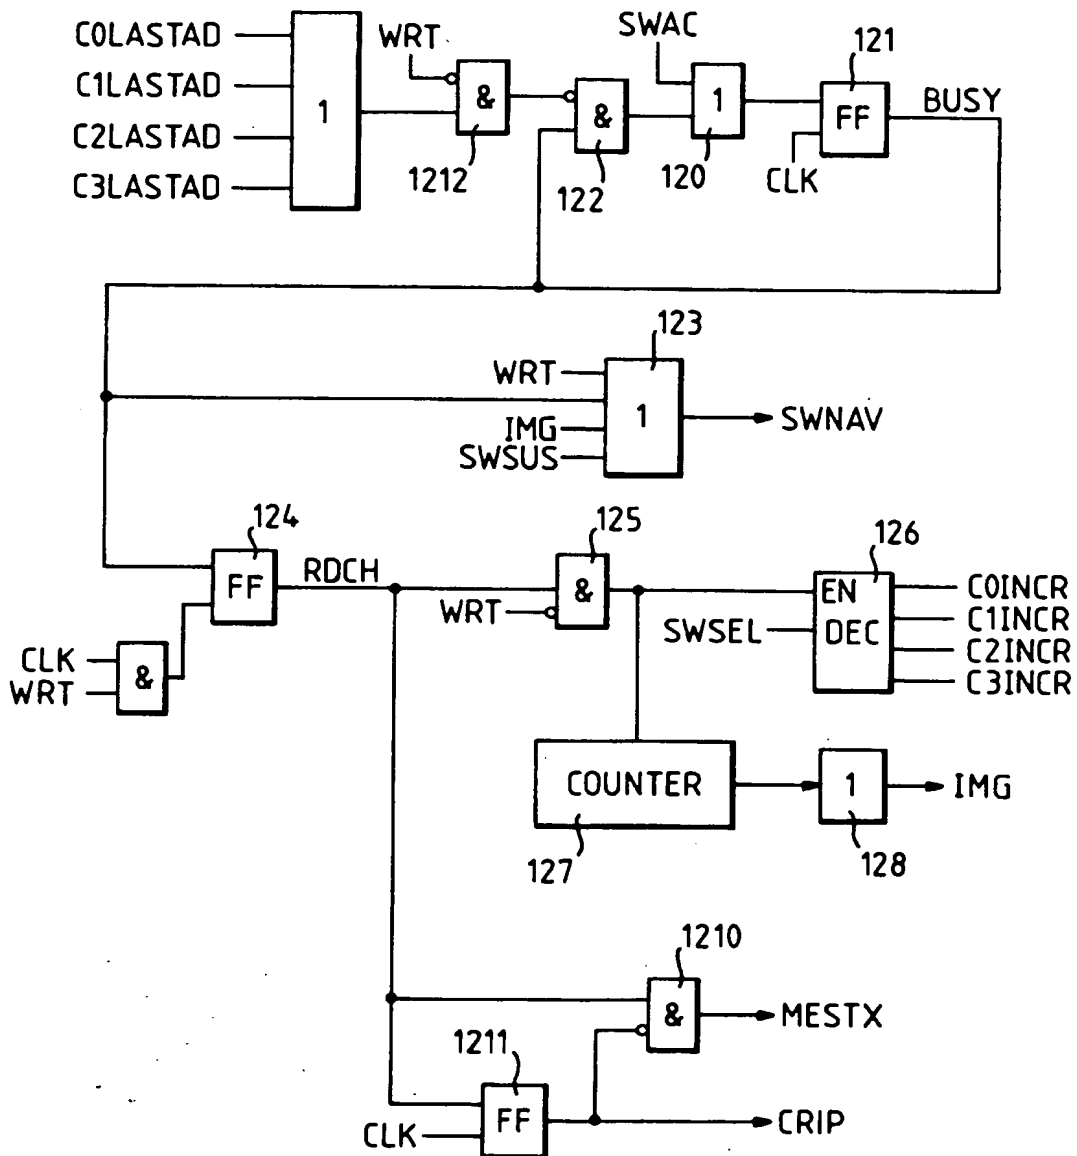 C0LASTAD
C1LASTAD
C2LASTAD
C3LASTAD
1
WRT
&
1212
&
122
SWAC
1
120
121
FF
CLK
BUSY
123
WRT
IMG
SWSUS
1
SWNAV
124
FF
RDCH
CLK
WRT
&
125
WRT
&
126
EN
SWSEL
DEC
C0INCR
C1INCR
C2INCR
C3INCR
COUNTER
127
1
128
IMG
1210
&
MESTX
1211
FF
CLK
CRIP